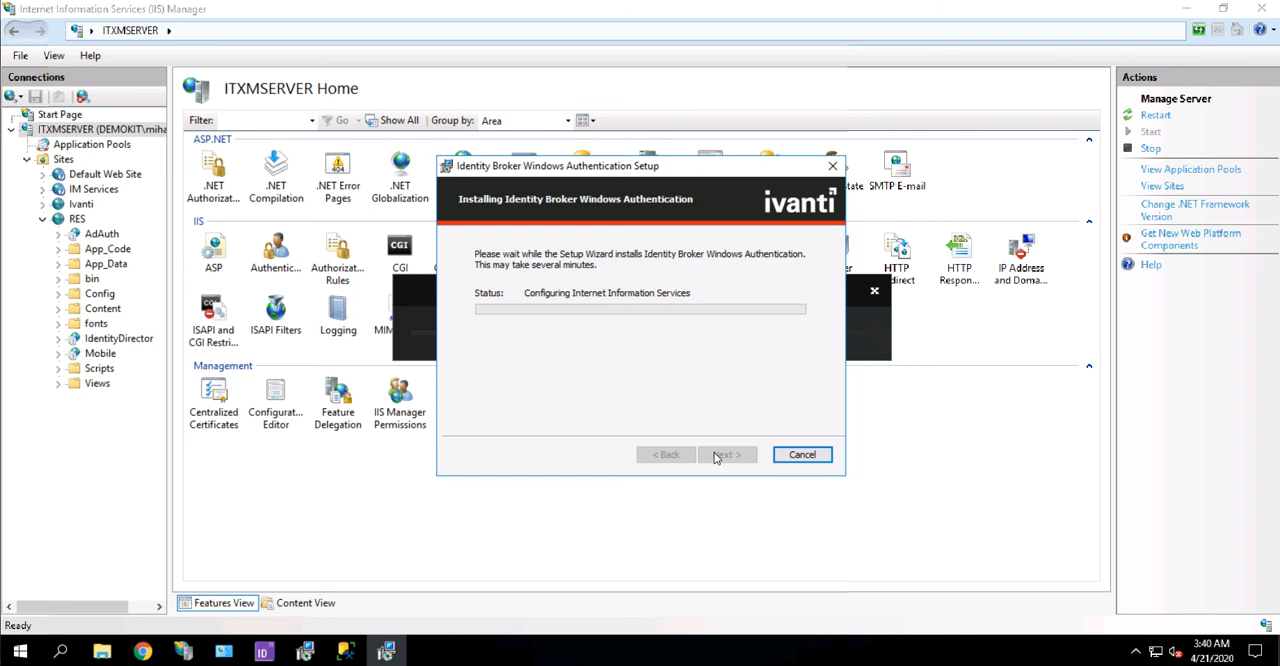 Internet Information Services (IIS) Manager
ITXMSERVER
File View Help
Connections
Start Page
ITXMSERVER (DEMOKIT\miha
Application Pools
Sites
Default Web Site
IM Services
Ivanti
RES
AdAuth
App_Code
App_Data
bin
Config
Content
fonts
IdentityDirector
Mobile
Scripts
Views
ITXMSERVER Home
Filter: Go Show All Group by: Area
ASP.NET
.NET Authorizat...
.NET Compilation
.NET Error Pages
.NET Globalization
State
SMTP E-mail
IIS
ASP
Authentic...
Authorizat... Rules
CGI
HTTP Respon...
IP Address and Domai...
ISAPI and CGI Restri...
ISAPI Filters
Logging
Management
Centralized Certificates
Configurat... Editor
Feature Delegation
IIS Manager Permissions
Identity Broker Windows Authentication Setup
Installing Identity Broker Windows Authentication
ivanti
Please wait while the Setup Wizard installs Identity Broker Windows Authentication.
This may take several minutes.
Status: Configuring Internet Information Services
< Back Next > Cancel
Features View Content View
Actions
Manage Server
Restart
Start
Stop
View Application Pools
View Sites
Change .NET Framework
Version
Get New Web Platform
Components
Help
Ready
ID
3:40 AM
4/21/2020